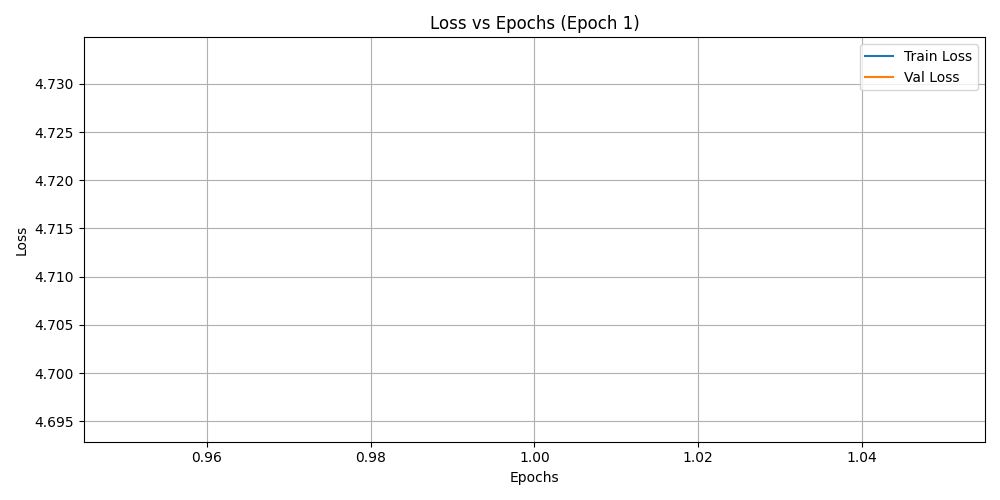 Loss vs Epochs (Epoch 1)
Train Loss
Val Loss
4.730
4.725
4.720
4.715
4.710
4.705
4.700
4.695
Loss
0.96 0.98 1.00 1.02 1.04
Epochs